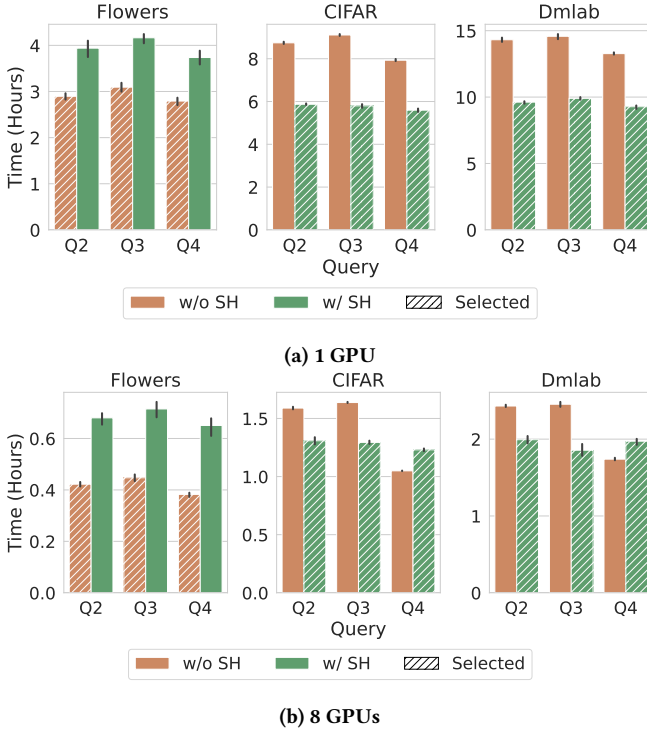 Flowers CIFAR Dmlab
Time (Hours)
4
3
2
1
0
8
6
4
2
0
15
10
5
0
Q2 Q3 Q4 Q2 Q3 Q4 Q2 Q3 Q4
Query
w/o SH w/ SH Selected
(a) 1 GPU
Flowers CIFAR Dmlab
Time (Hours)
0.6
0.4
0.2
0.0
1.5
1.0
0.5
0.0
2
1
0
Q2 Q3 Q4 Q2 Q3 Q4 Q2 Q3 Q4
Query
w/o SH w/ SH Selected
(b) 8 GPUs